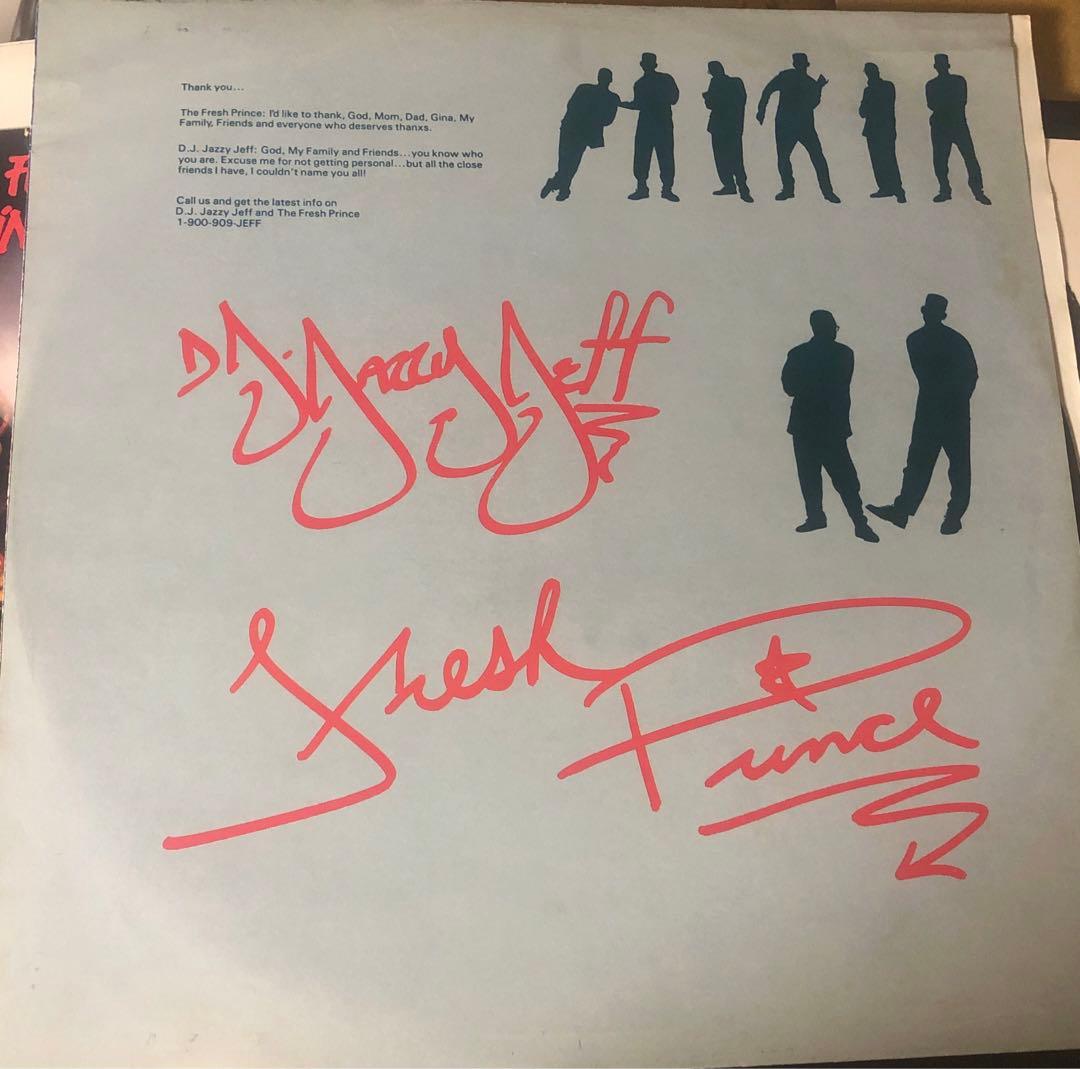 Thank you...
The Fresh Prince: I'd like to thank, God, Mom, Dad, Gina, My
Family, Friends and everyone who deserves thanxs.
D.J. Jazzy Jeff: God, My Family and Friends...you know who
you are. Excuse me for not getting personal...but all the close
friends I have, I couldn't name you all!
Call us and get the latest info on
D.J. Jazzy Jeff and The Fresh Prince
1-900-909-JEFF
DJ. Jazzy Jeff
Fresh Prince